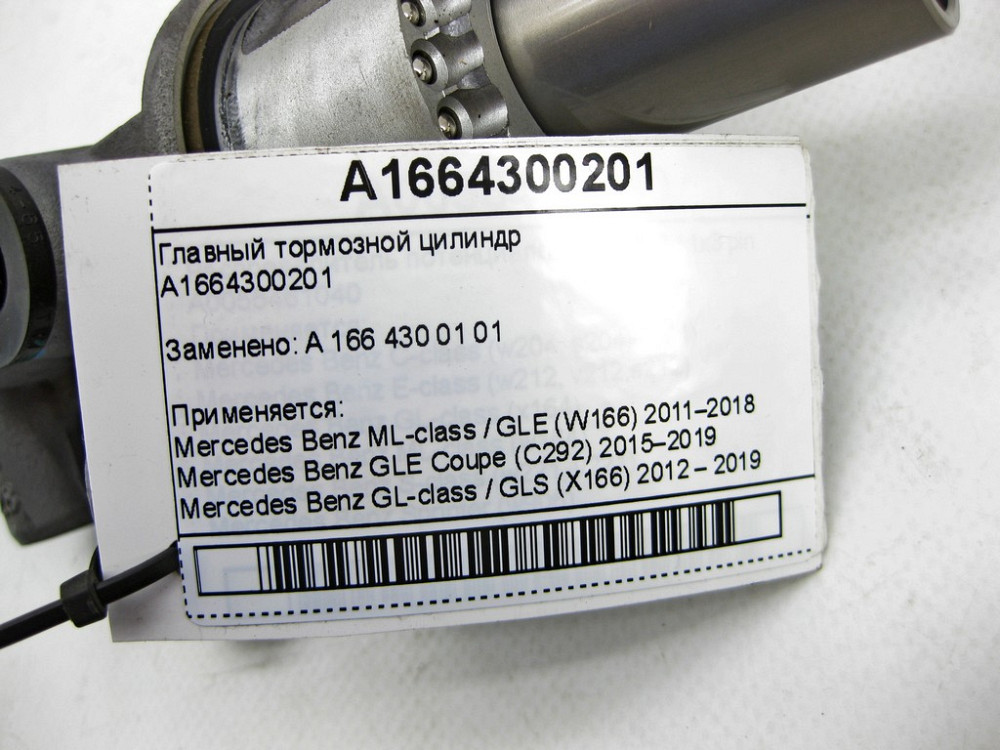 A1664300201
Главный тормозной цилиндр
A1664300201
Заменено: A 166 430 01 01
Применяется:
Mercedes Benz ML-class / GLE (W166) 2011–2018
Mercedes Benz GLE Coupe (C292) 2015–2019
Mercedes Benz GL-class / GLS (X166) 2012 – 2019